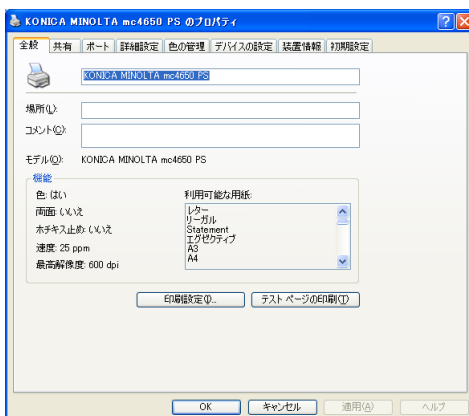 KONICA MINOLTA mc4650 PS のプロパティ
全般 共有 ポート 詳細設定 色の管理 デバイスの設定 装置情報 初期設定
KONICA MINOLTA mc4650 PS
場所(L):
コメント(C):
モデル(O): KONICA MINOLTA mc4650 PS
機能
色: はい
両面: いいえ
ホチキス止め: いいえ
速度: 25 ppm
最高解像度: 600 dpi
利用可能な用紙:
レター
リーガル
Statement
エグゼクティブ
A3
A4
印刷設定(I)... テスト ページの印刷(T)
OK キャンセル 適用(A) ヘルプ